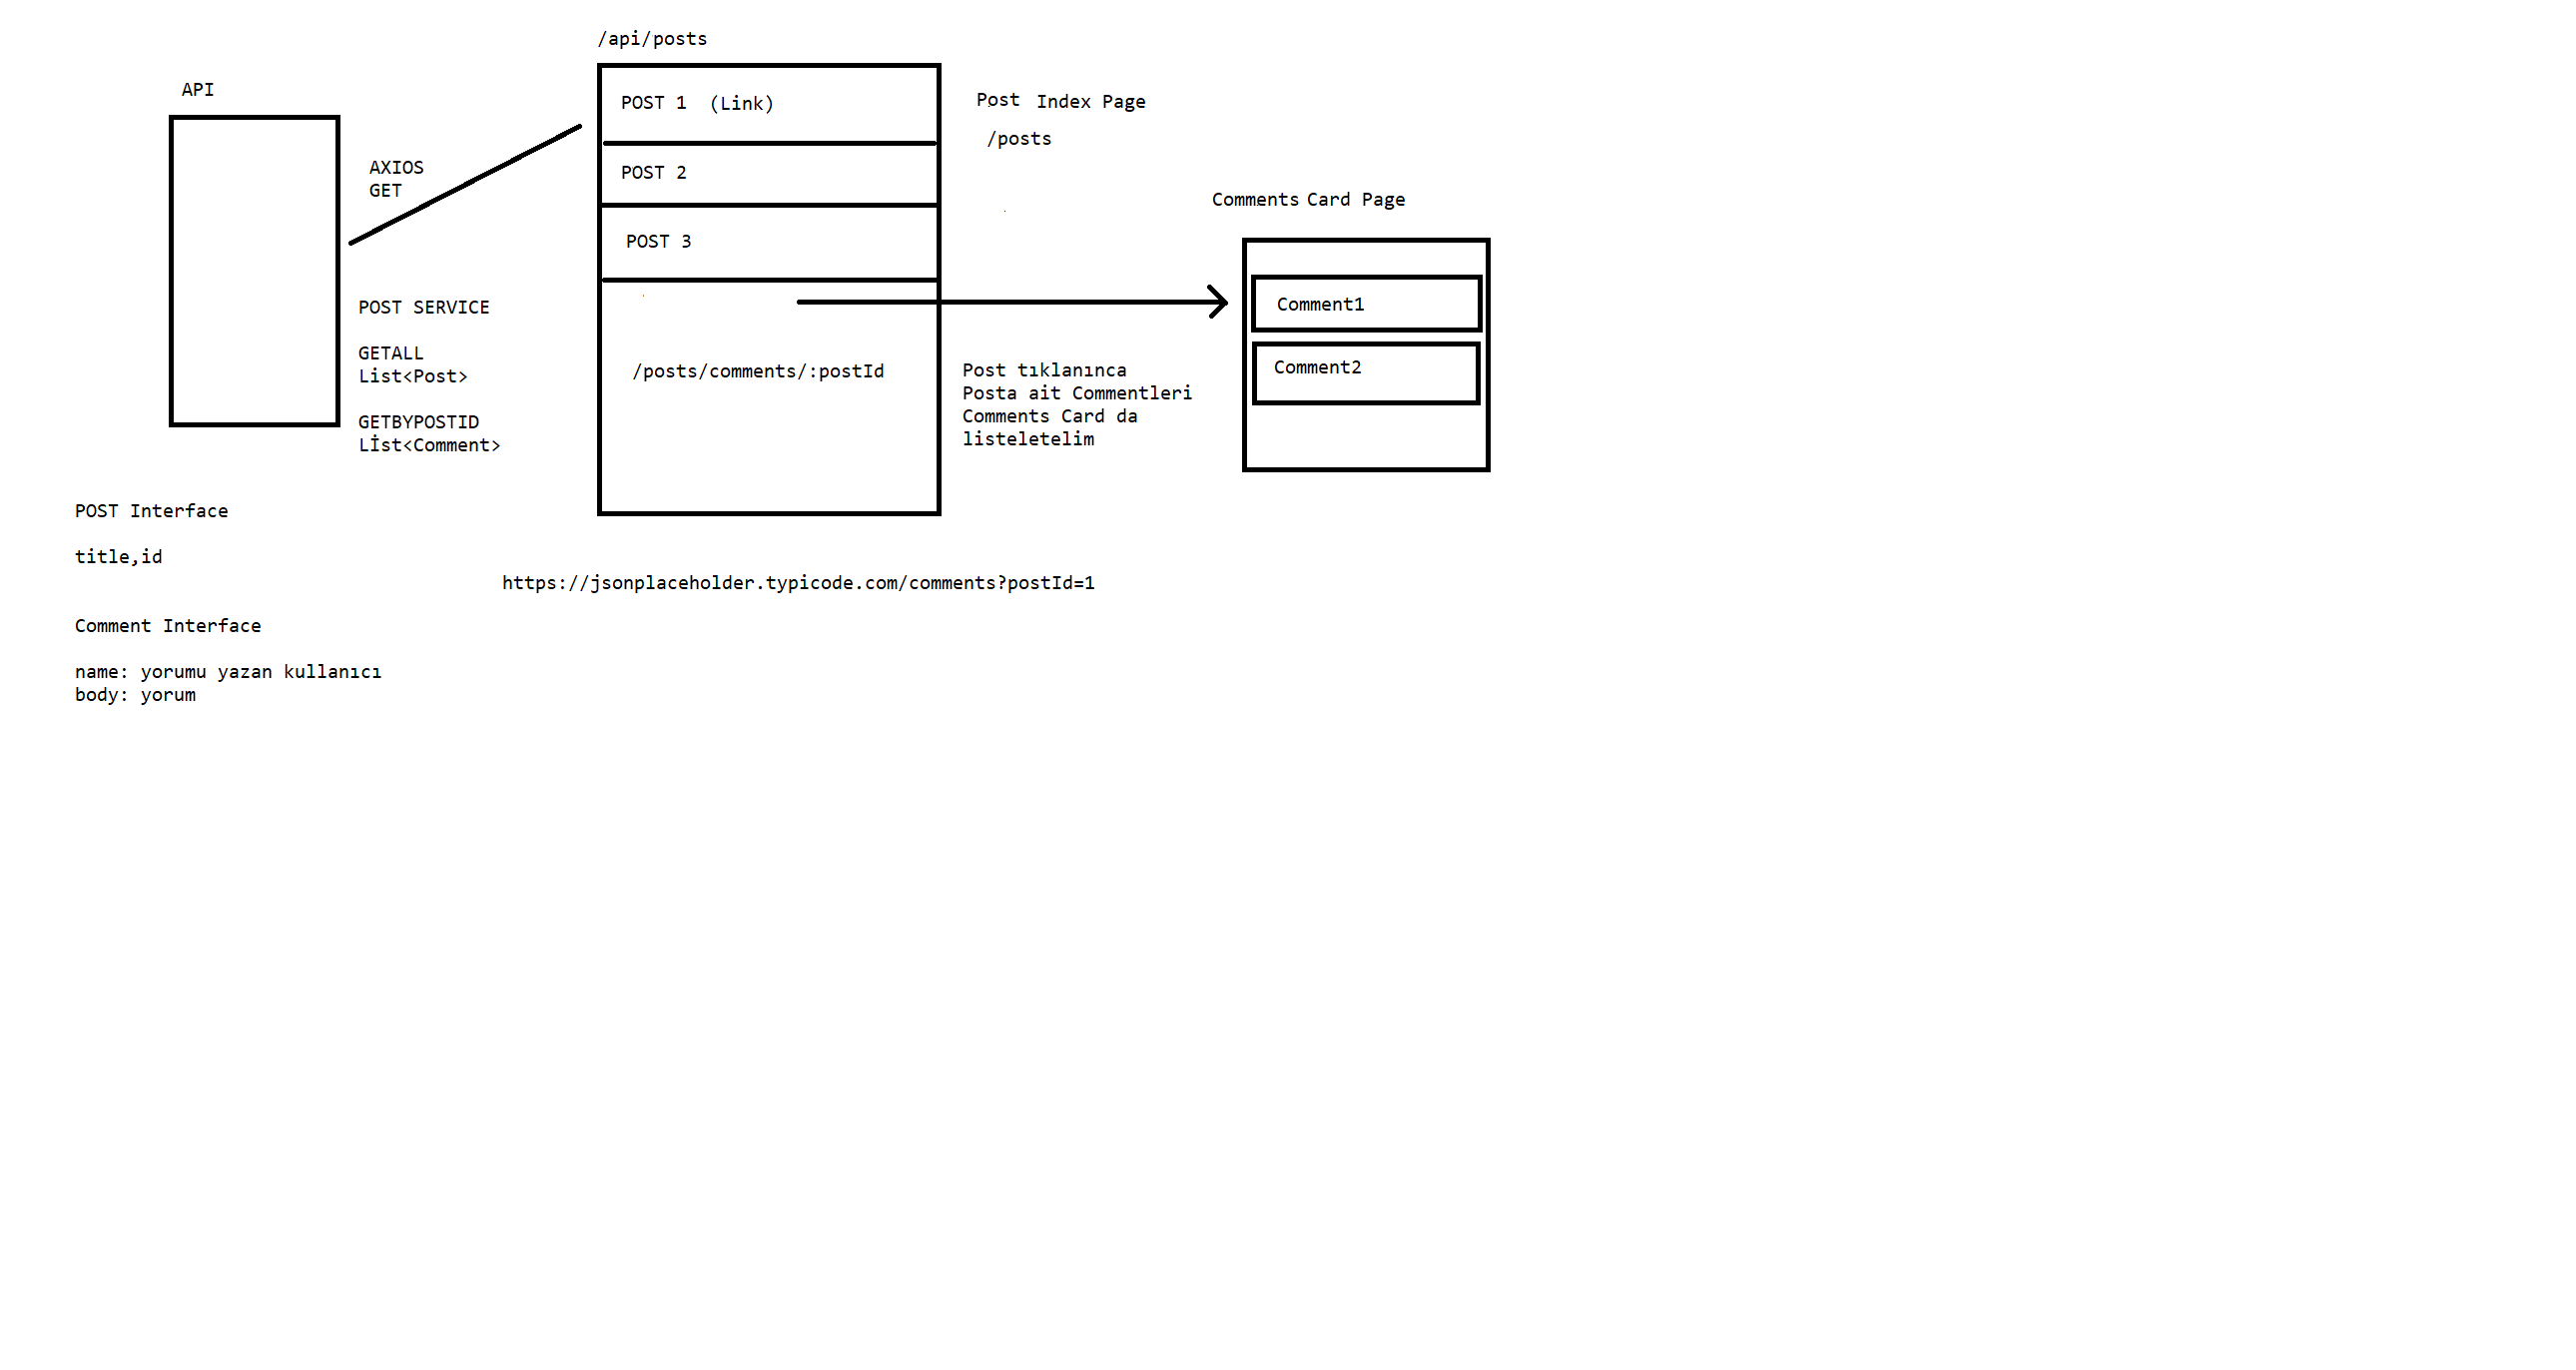 /api/posts
API
POST 1 (Link)
Post Index Page
/posts
AXIOS
GET
POST 2
Comments Card Page
POST 3
POST SERVICE
GETALL
List<Post>
GETBYPOSTID
Lİst<Comment>
/posts/comments/:postId
Post tıklanınca
Posta ait Commentleri
Comments Card da
listeletelim
Comment1
Comment2
POST Interface
title,id
https://jsonplaceholder.typicode.com/comments?postId=1
Comment Interface
name: yorumu yazan kullanıcı
body: yorum